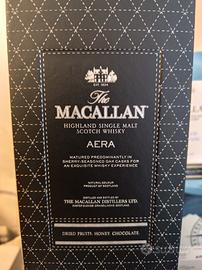 EST. 1824
The
MACALLAN
HIGHLAND SINGLE MALT
SCOTCH WHISKY
AERA
MATURED PREDOMINANTLY IN
SHERRY-SEASONED OAK CASKS FOR
AN EXQUISITE WHISKY EXPERIENCE
NATURAL COLOUR
PRODUCT OF SCOTLAND
THE MACALLAN DISTILLERS LTD.
DRIED FRUITS HONEY CHOCOLATE